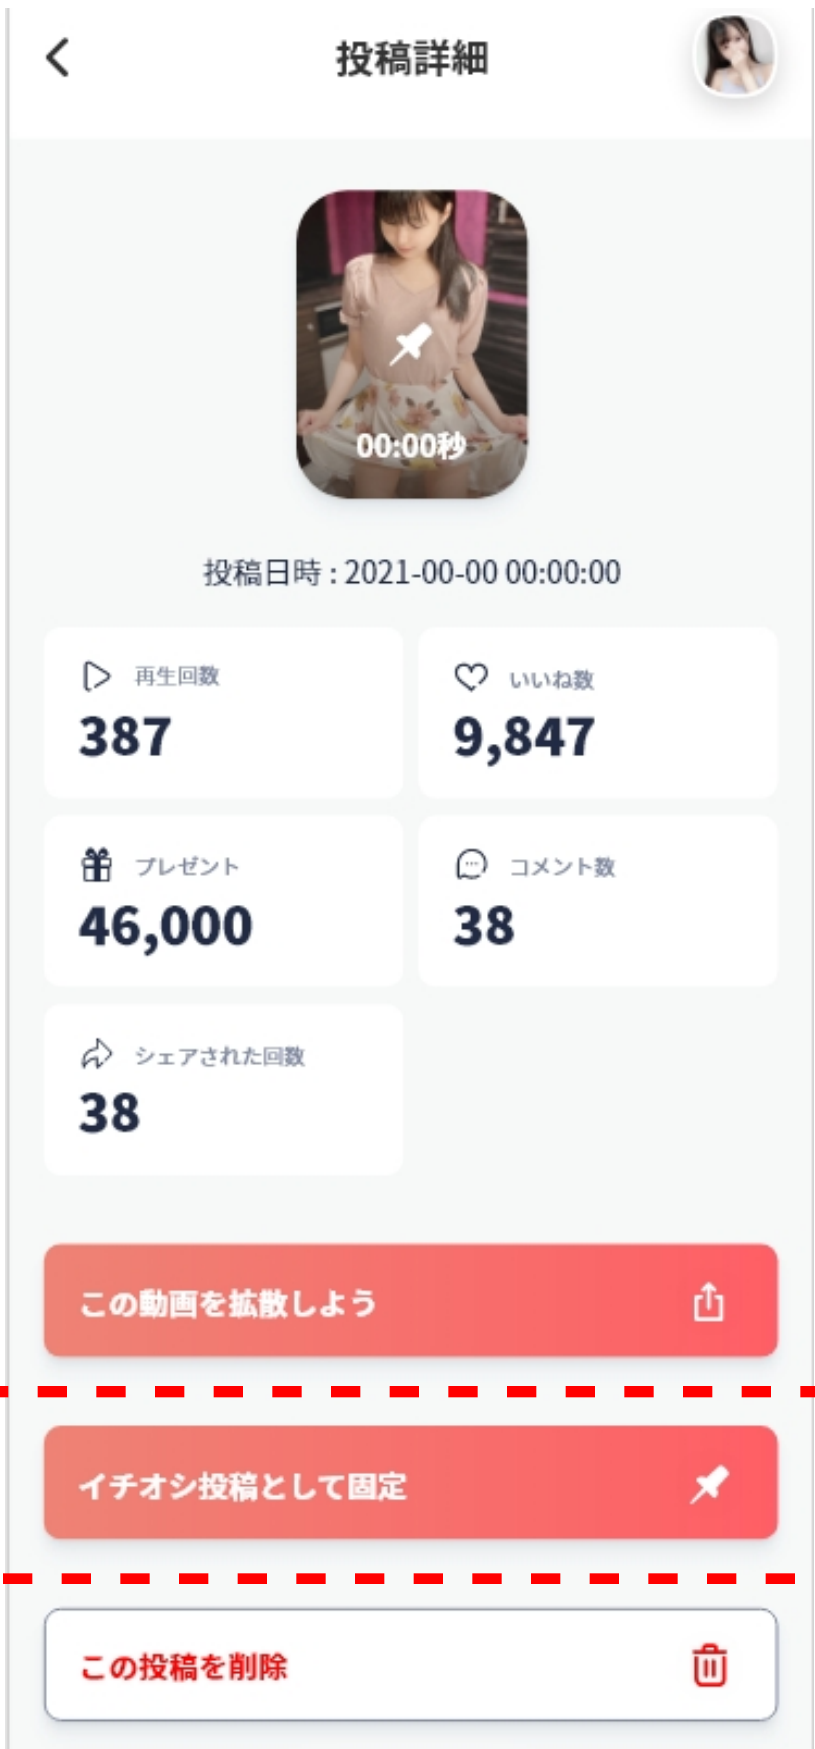 投稿詳細
00:00秒
投稿日時 : 2021-00-00 00:00:00
再生回数
387
いいね数
9,847
プレゼント
46,000
コメント数
38
シェアされた回数
38
この動画を拡散しよう
イチオシ投稿として固定
この投稿を削除